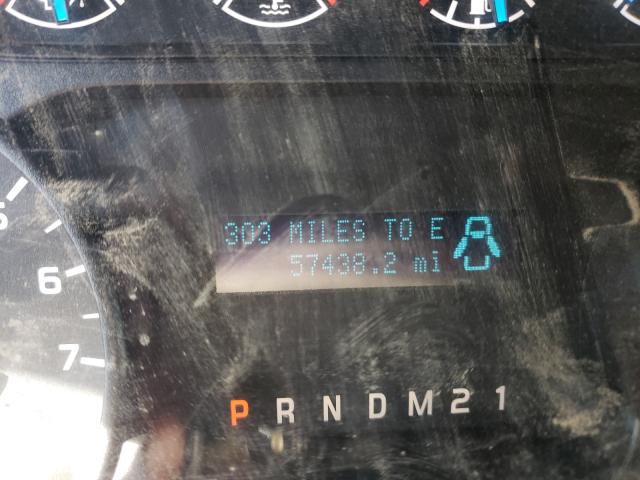 303 MILES TO E
57438.2 mi
6
7
P R N D M 2 1